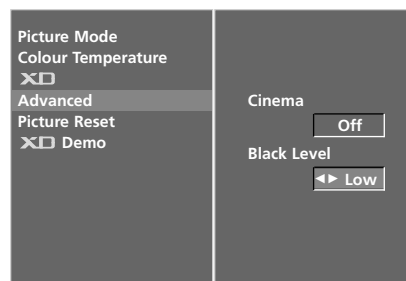 Picture Mode
Colour Temperature
XD
Advanced
Picture Reset
XD Demo
Cinema
Off
Black Level
◄► Low